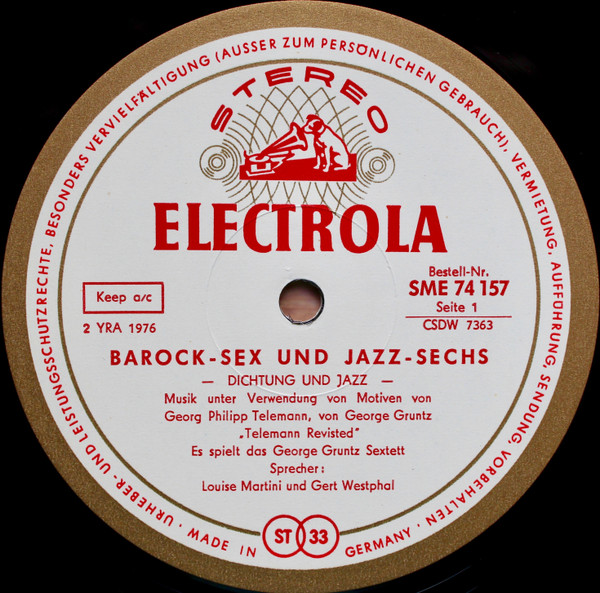 URHEBER- UND LEISTUNGSSCHUTZRECHTE, BESONDERS VERVIELFÄLTIGUNG (AUSSER ZUM PERSÖNLICHEN GEBRAUCH), VERMIETUNG, AUFFÜHRUNG, SENDUNG, VORBEHALTEN ·
STEREO
ELECTROLA
Keep a/c
2 YRA 1976
Bestell-Nr.
SME 74 157
Seite 1
CSDW 7363
BAROCK-SEX UND JAZZ-SECHS
— DICHTUNG UND JAZZ —
Musik unter Verwendung von Motiven von
Georg Philipp Telemann, von George Gruntz
„Telemann Revisted"
Es spielt das George Gruntz Sextett
Sprecher:
Louise Martini und Gert Westphal
· MADE IN GERMANY ·
ST 33